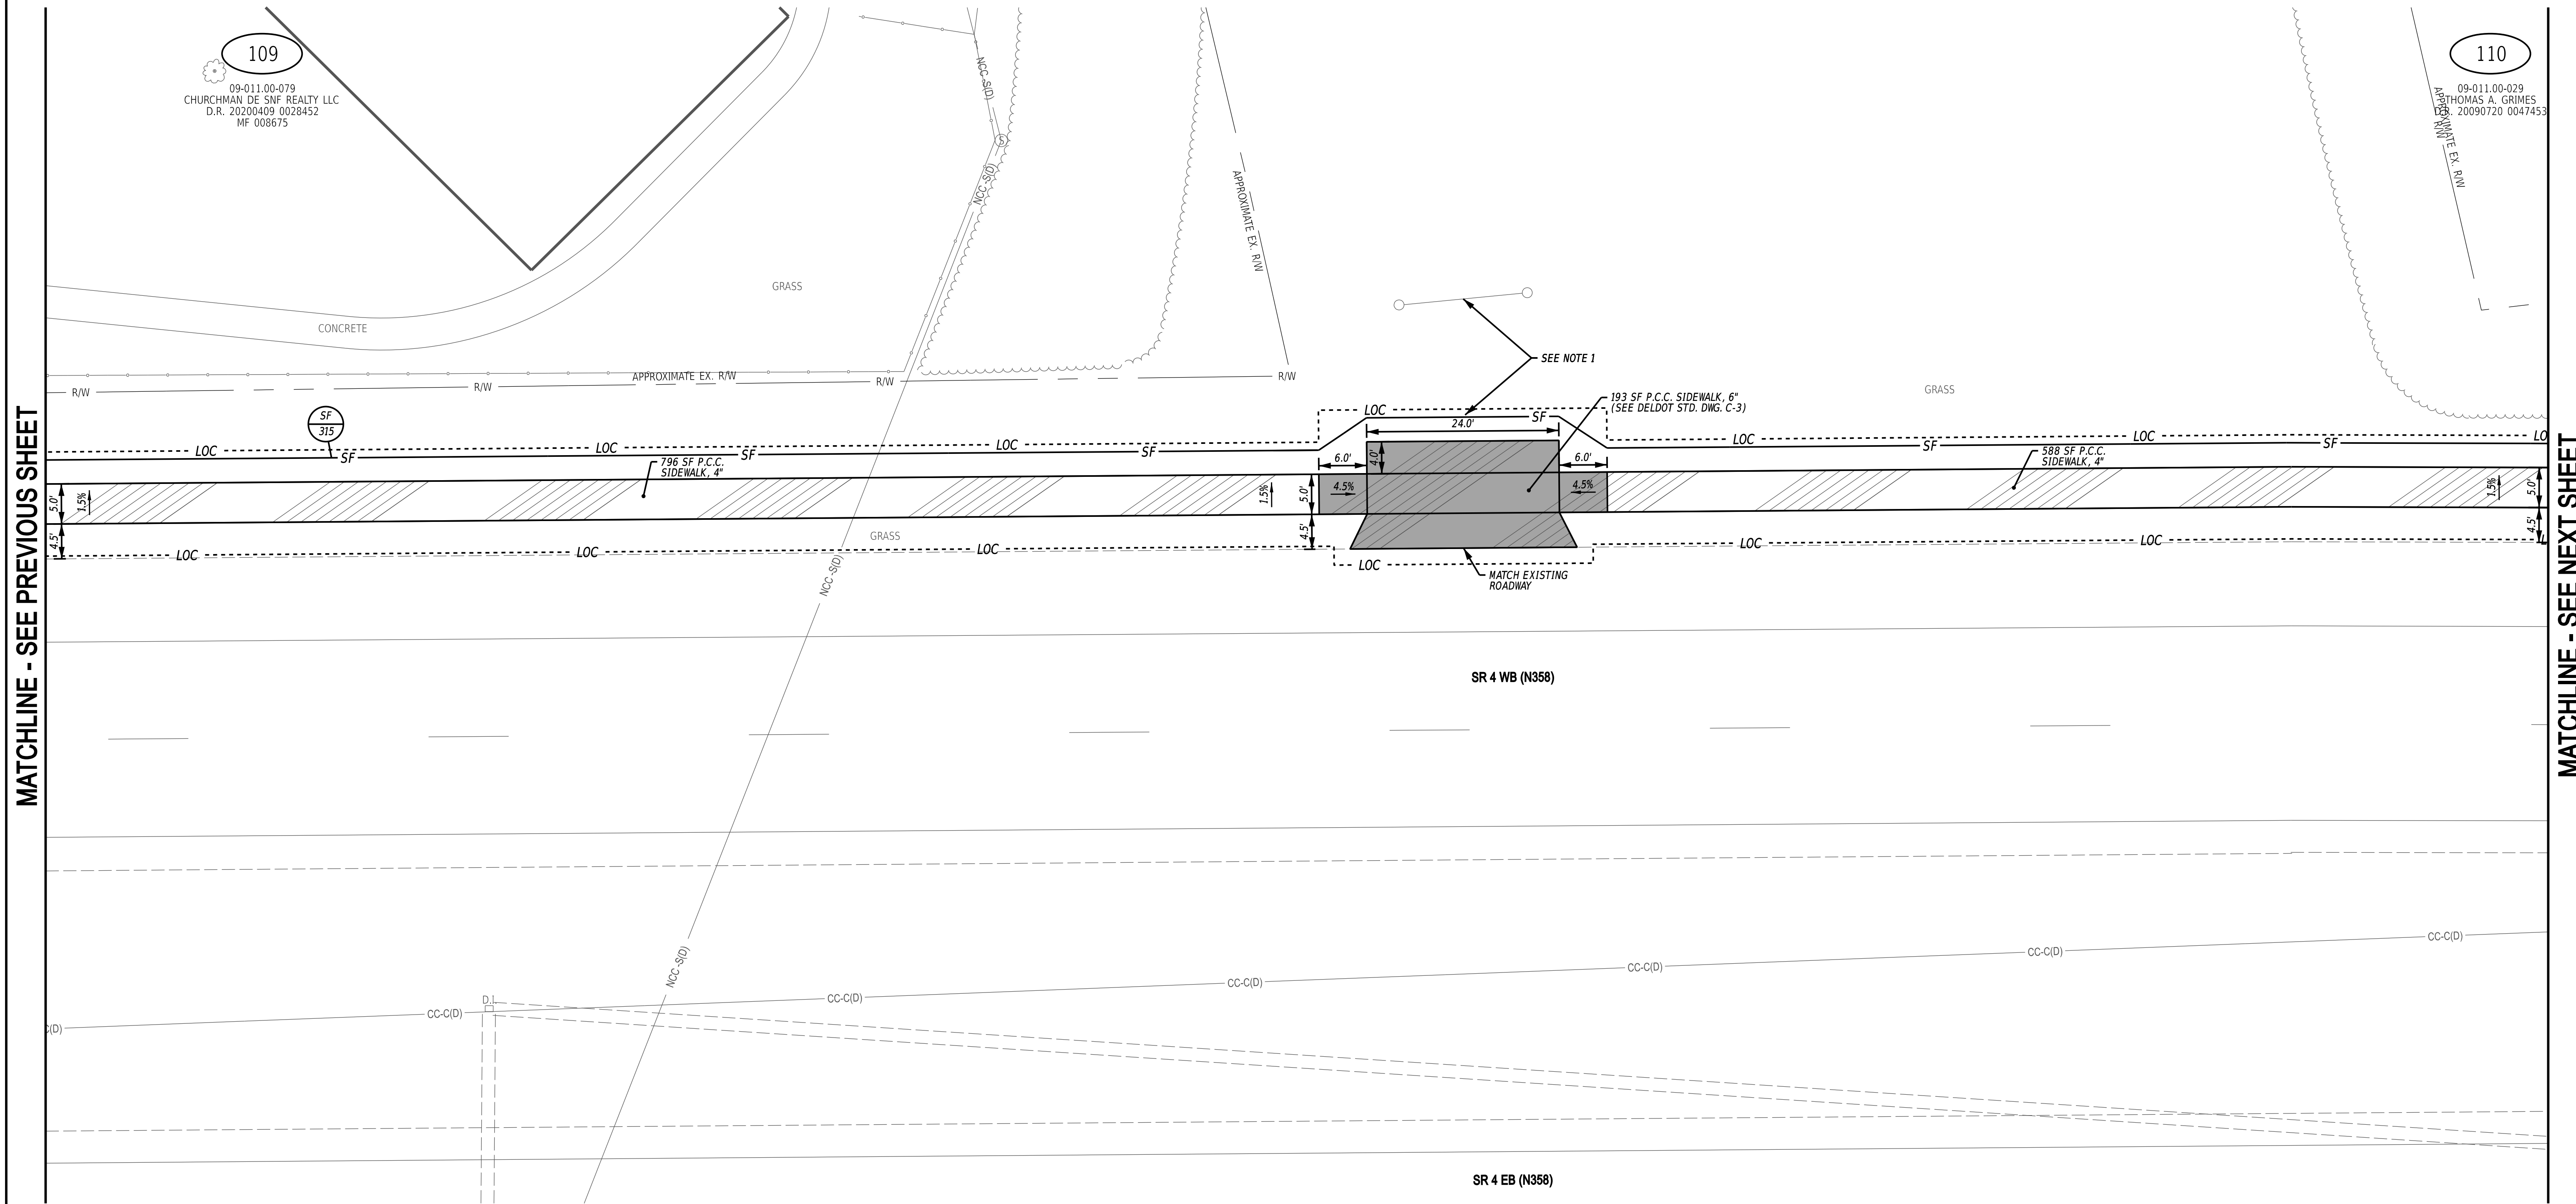 109
09-011.00-079
CHURCHMAN DE SNF REALTY LLC
D.R. 20200409 0028452
MF 008675
110
09-011.00-029
THOMAS A. GRIMES
D.R. 20090720 0047453
APPROXIMATE EX. R/W
R/W
NCC-S(D)
S
NCC-S(D)
APPROXIMATE EX. R/W
GRASS
CONCRETE
SEE NOTE 1
R/W
R/W
APPROXIMATE EX. R/W
R/W
R/W
GRASS
193 SF P.C.C. SIDEWALK, 6"
(SEE DELDOT STD. DWG. C-3)
SF
315
LOC
LOC
LOC
LOC
LOC
LOC
LO
SF
SF
SF
SF
SF
SF
24.0'
6.0'
4.0'
6.0'
796 SF P.C.C.
SIDEWALK, 4"
588 SF P.C.C.
SIDEWALK, 4"
5.0'
1.5%
1.5%
5.0'
4.5%
4.5%
1.5%
5.0'
4.5'
4.5'
4.5'
GRASS
LOC
LOC
LOC
LOC
LOC
LOC
L
MATCH EXISTING
ROADWAY
NCC-S(D)
MATCHLINE - SEE PREVIOUS SHEET
MATCHLINE - SEE NEXT SHEET
SR 4 WB (N358)
NCC-S(D)
D.I.
C(D)
CC-C(D)
CC-C(D)
CC-C(D)
CC-C(D)
CC-C(D)
CC-C(D)
SR 4 EB (N358)